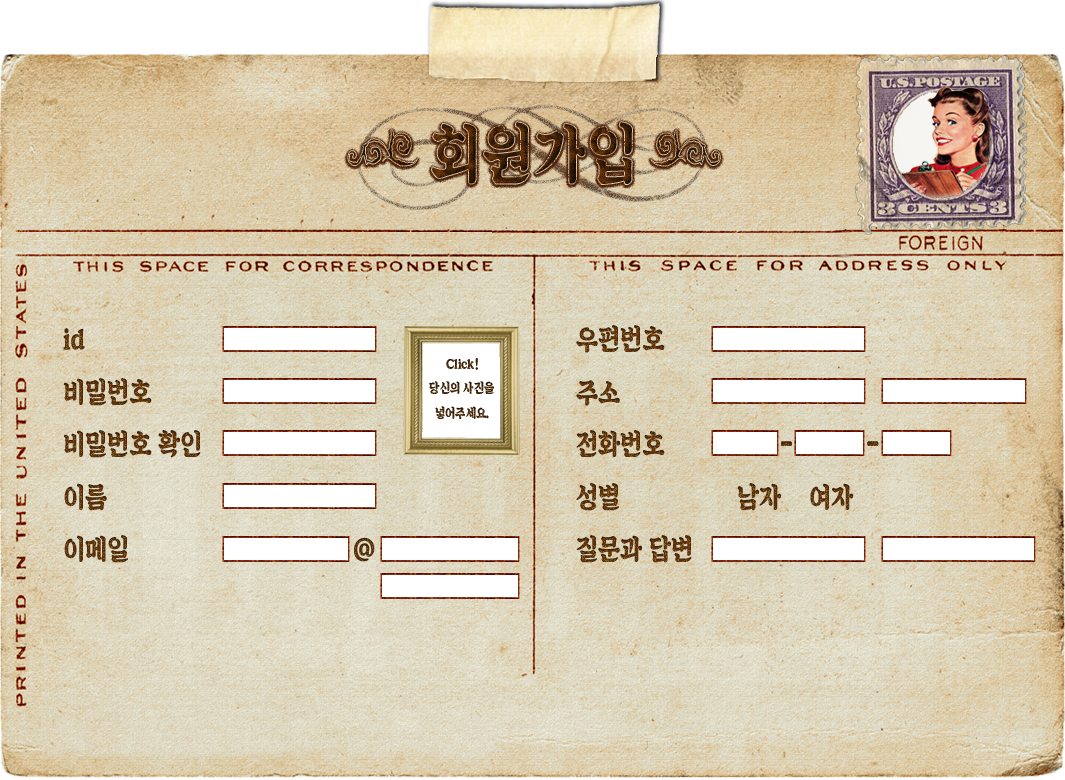 회원가입
U.S.POSTAGE
3 CENTS 3
FOREIGN
THIS SPACE FOR CORRESPONDENCE
THIS SPACE FOR ADDRESS ONLY
PRINTED IN THE UNITED STATES
id
비밀번호
비밀번호 확인
이름
이메일 @
Click!
당신의 사진을
넣어주세요.
우편번호
주소
전화번호 - -
성별 남자 여자
질문과 답변